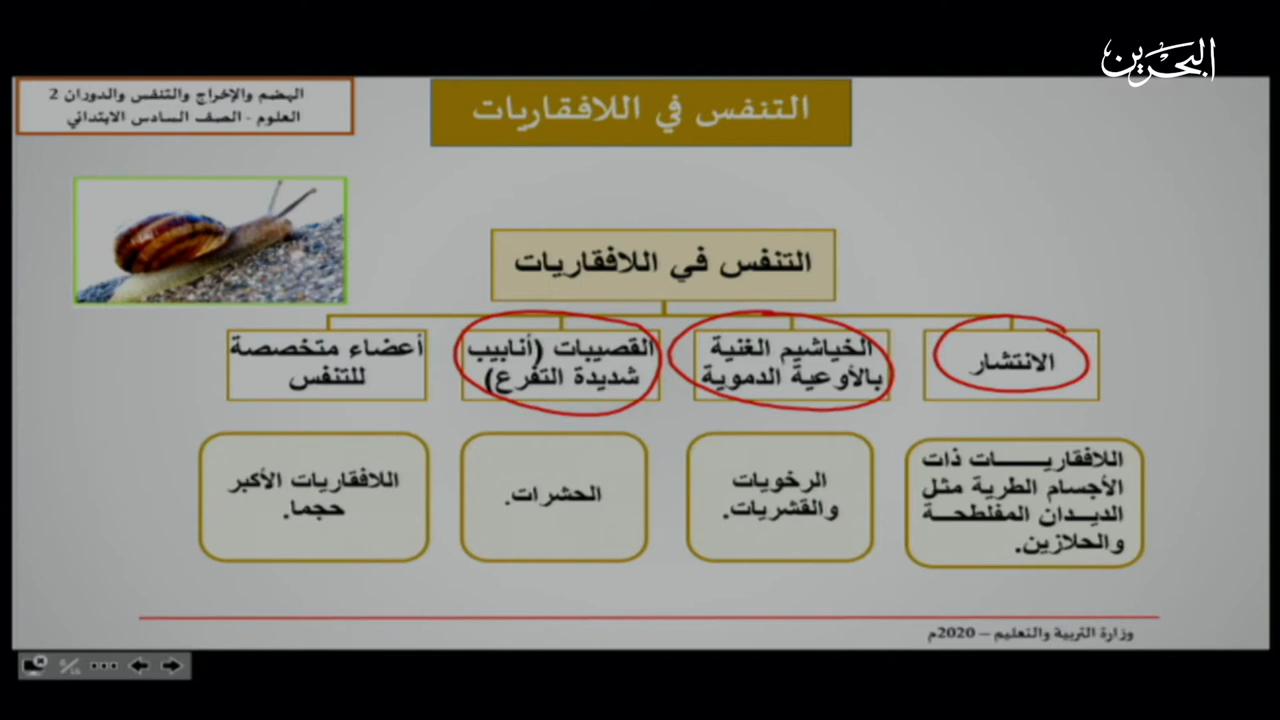 البحرين
الهضم والإخراج والتنفس والدوران 2
العلوم - الصف السادس الابتدائي
التنفس في اللافقاريات
التنفس في اللافقاريات
الانتشار
الخياشيم الغنية
بالأوعية الدموية
القصيبات (أنابيب
شديدة التفرع)
أعضاء متخصصة
للتنفس
اللافقاريات ذات
الأجسام الطرية مثل
الديدان المفلطحة
والحلازين.
الرخويات
والقشريات.
الحشرات.
اللافقاريات الأكبر
حجما.
وزارة التربية والتعليم – 2020م